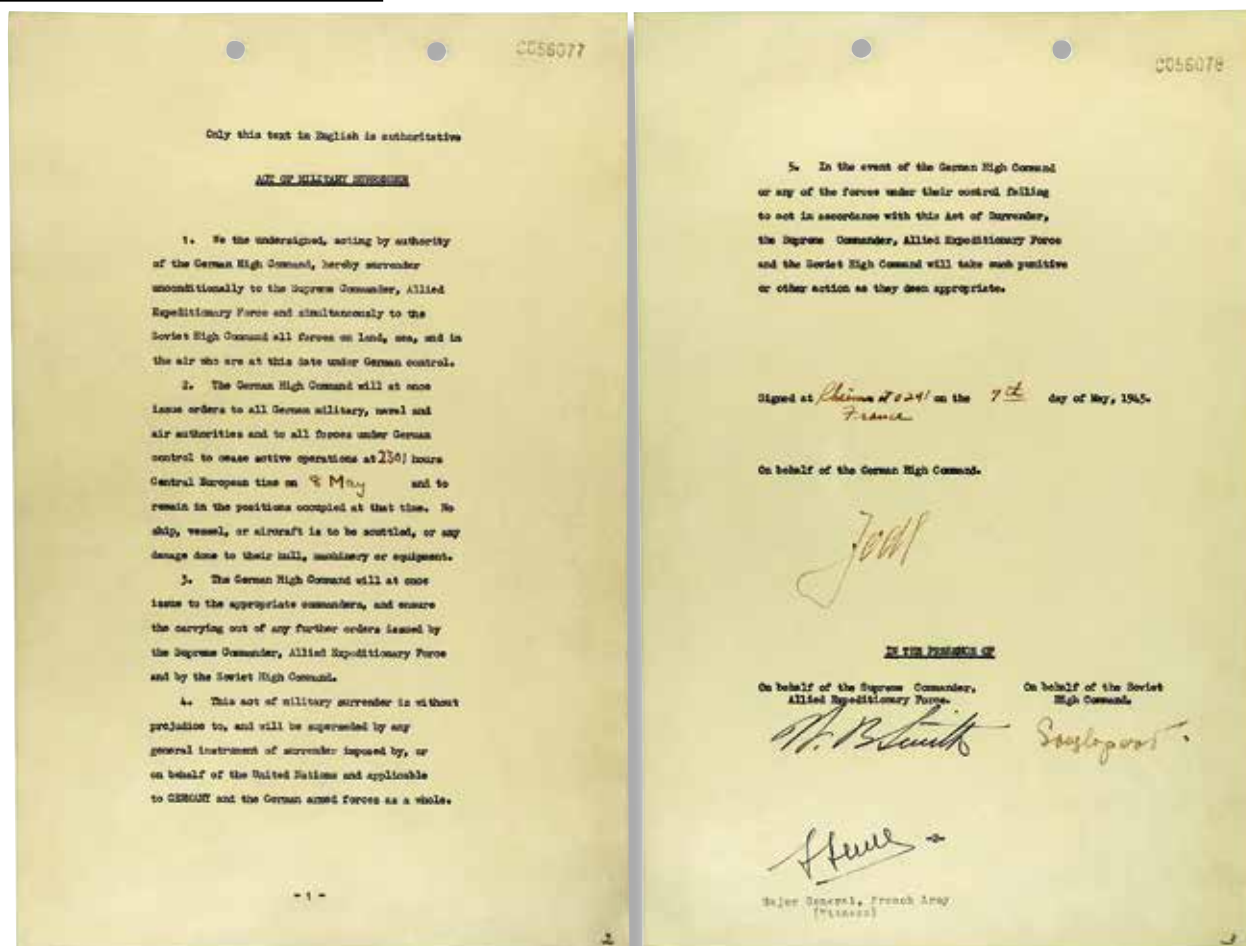 CC56077
Only this text in English is authoritative
ACT OF MILITARY SURRENDER
1. We the undersigned, acting by authority
of the German High Command, hereby surrender
unconditionally to the Supreme Commander, Allied
Expeditionary Force and simultaneously to the
Soviet High Command all forces on land, sea, and in
the air who are at this date under German control.
2. The German High Command will at once
issue orders to all German military, naval and
air authorities and to all forces under German
control to cease active operations at 2301 hours
Central European time on 8 May and to
remain in the positions occupied at that time. No
ship, vessel, or aircraft is to be scuttled, or any
damage done to their hull, machinery or equipment.
3. The German High Command will at once
issue to the appropriate commanders, and ensure
the carrying out of any further orders issued by
the Supreme Commander, Allied Expeditionary Force
and by the Soviet High Command.
4. This act of military surrender is without
prejudice to, and will be superseded by any
general instrument of surrender imposed by, or
on behalf of the United Nations and applicable
to GERMANY and the German armed forces as a whole.
- 1 -
2
CC56078
5. In the event of the German High Command
or any of the forces under their control failing
to act in accordance with this Act of Surrender,
the Supreme Commander, Allied Expeditionary Force
and the Soviet High Command will take such punitive
or other action as they deem appropriate.
Signed at Rheims at 0241 on the 7th day of May, 1945.
France
On behalf of the German High Command.
Jodl
IN THE PRESENCE OF
On behalf of the Supreme Commander, On behalf of the Soviet
Allied Expeditionary Force. High Command.
W. B. Smith
Major General, French Army
(Witness)
3